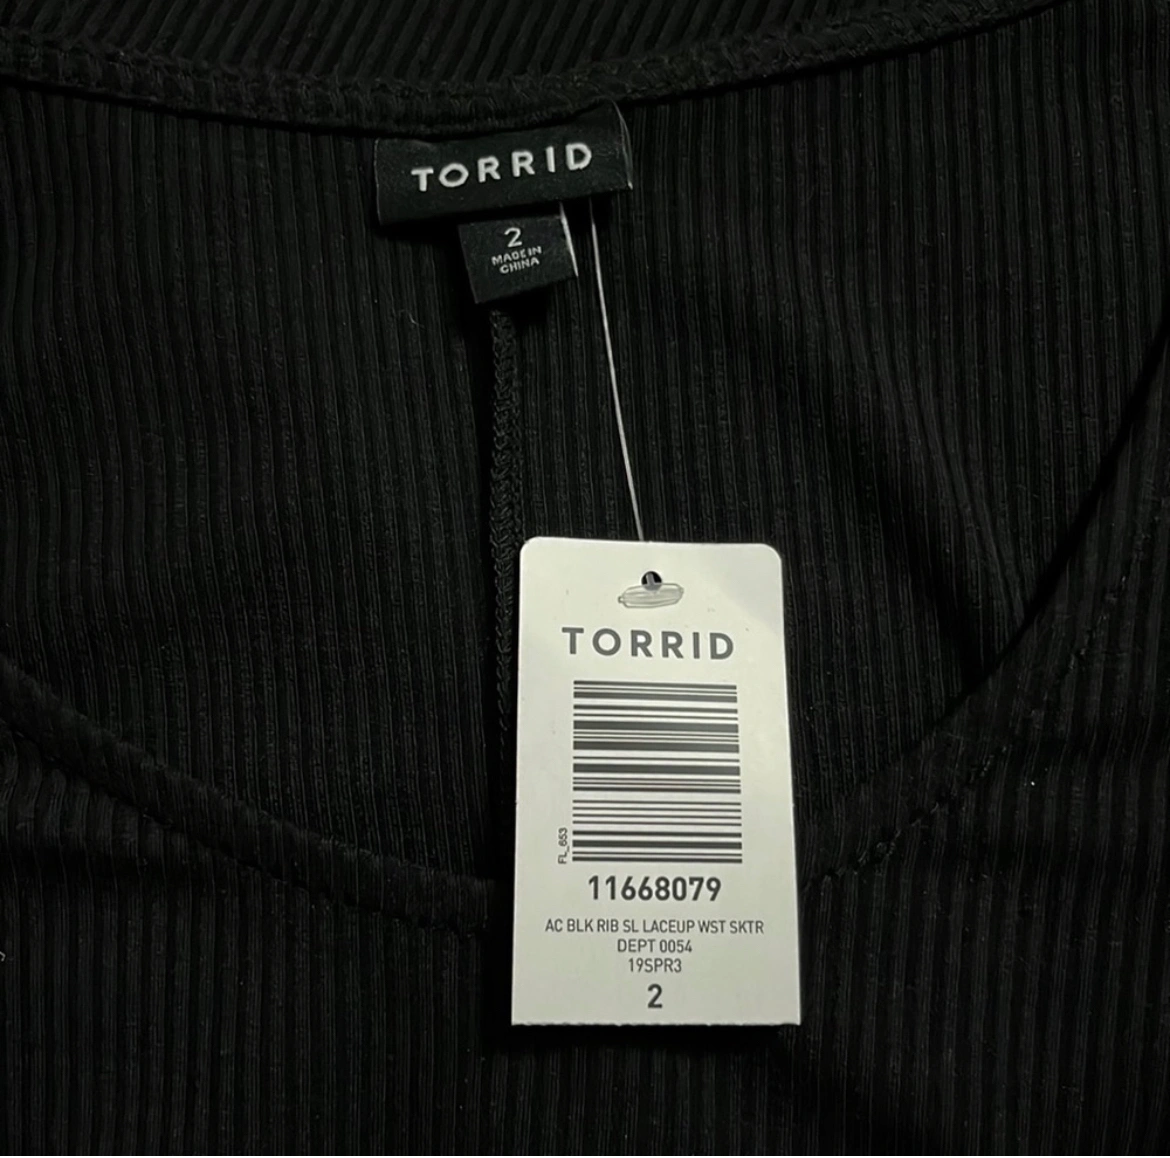 TORRID
2
MADE IN
CHINA
TORRID
FL_653
11668079
AC BLK RIB SL LACEUP WST SKTR
DEPT 0054
19SPR3
2